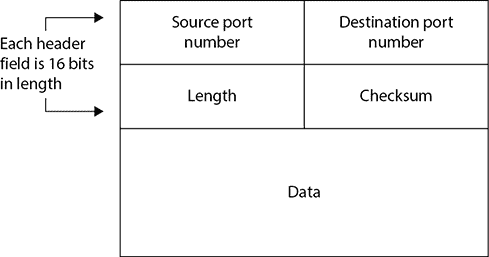 Each header
field is 16 bits
in length
Source port
number
Destination port
number
Length
Checksum
Data